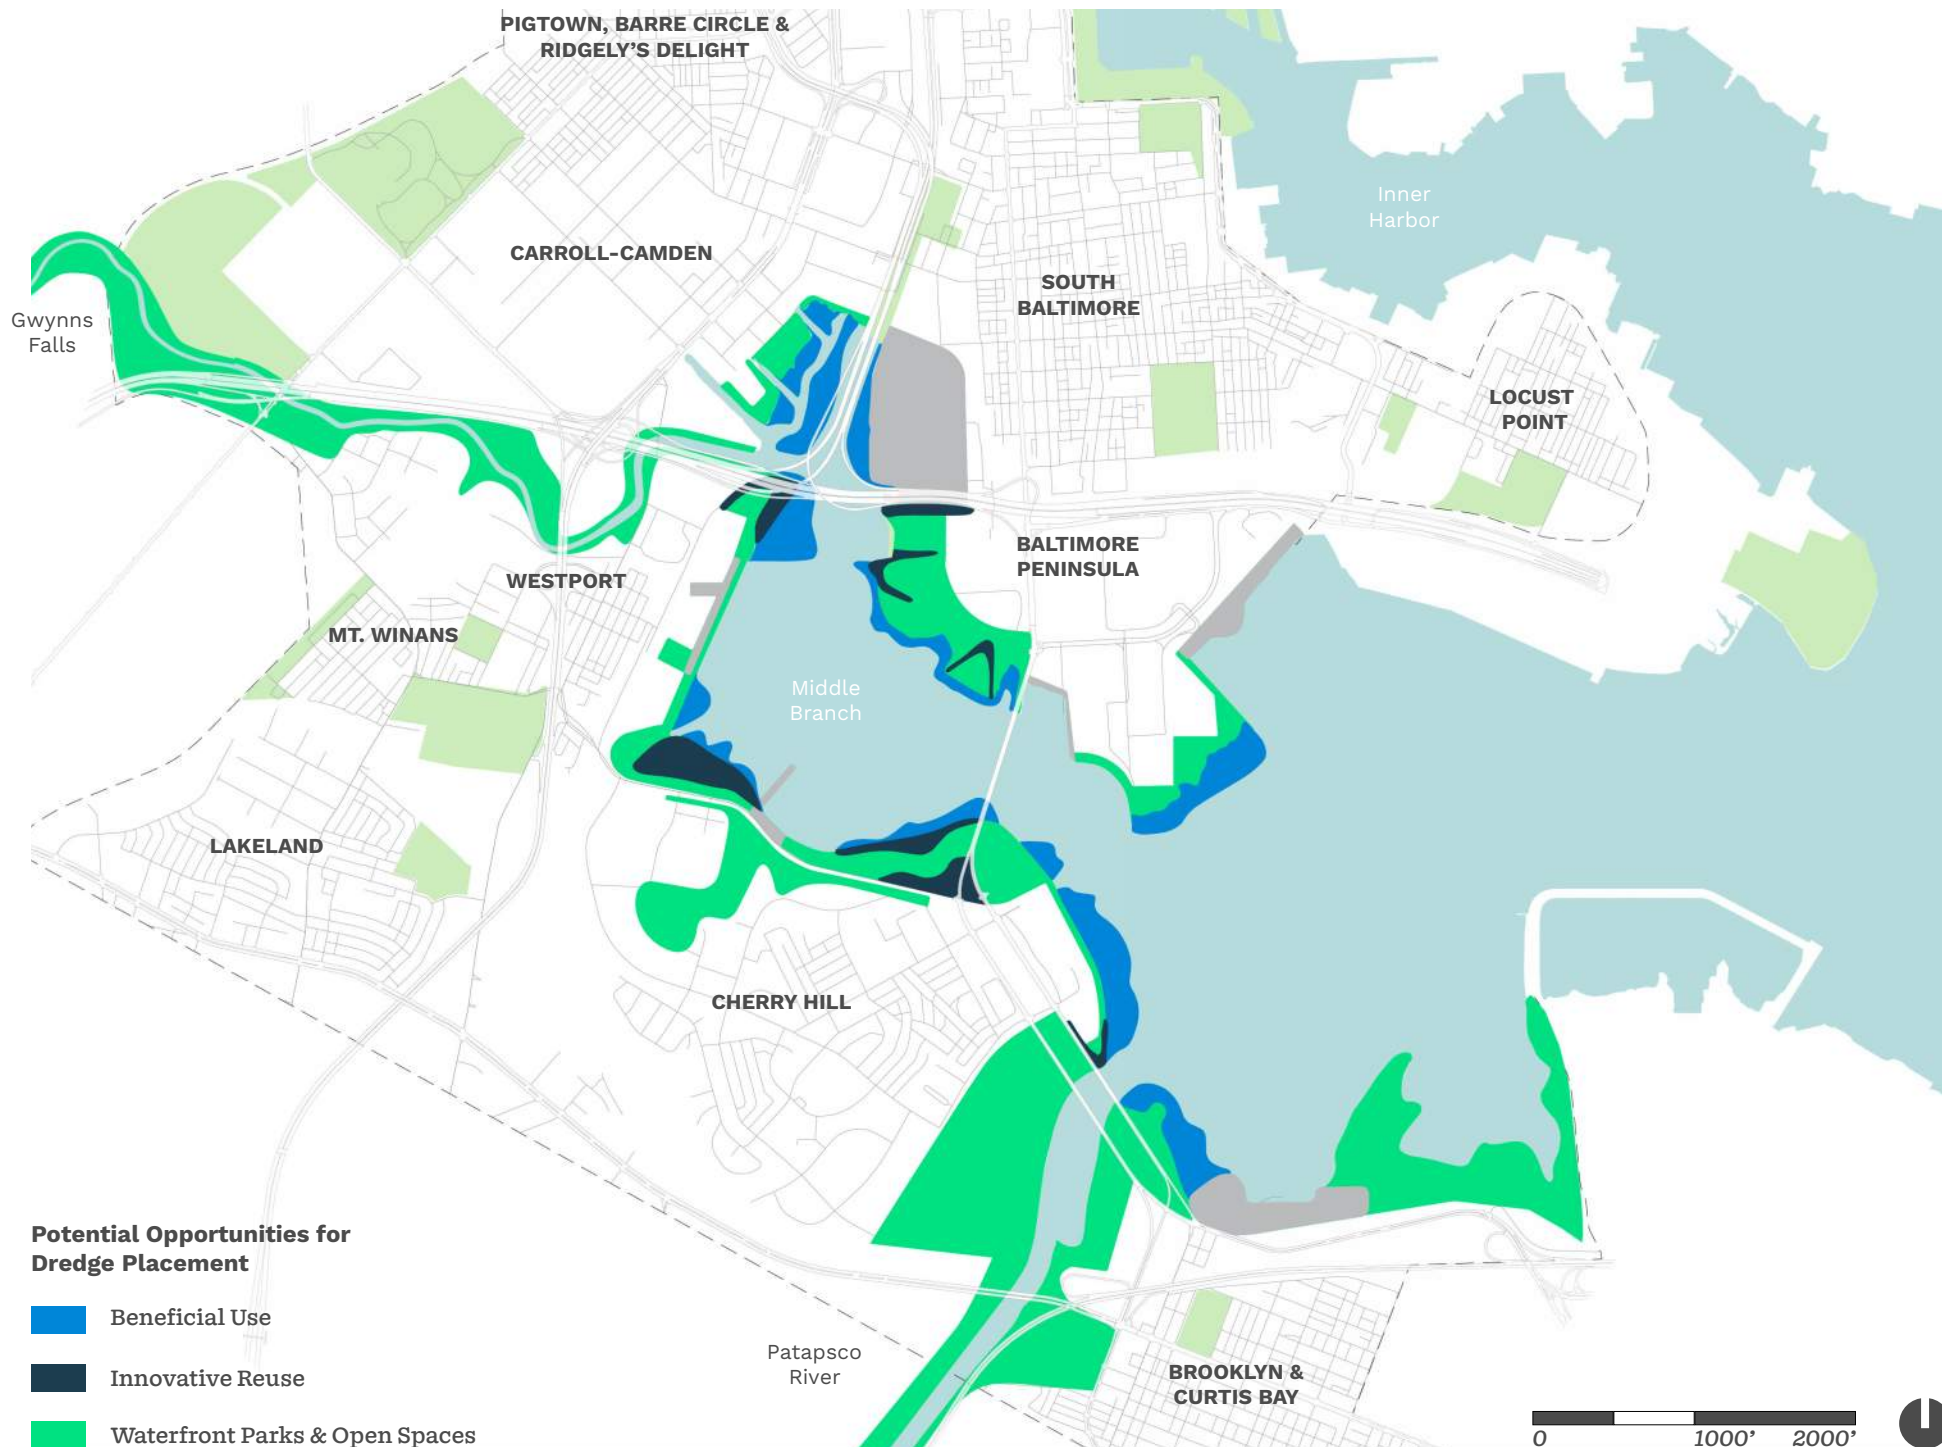 PIGTOWN, BARRE CIRCLE &
RIDGELY'S DELIGHT
Inner
Harbor
CARROLL-CAMDEN
SOUTH
BALTIMORE
Gwynns
Falls
LOCUST
POINT
BALTIMORE
PENINSULA
WESTPORT
MT. WINANS
Middle
Branch
LAKELAND
CHERRY HILL
Potential Opportunities for
Dredge Placement
Beneficial Use
Innovative Reuse
Waterfront Parks & Open Spaces
Patapsco
River
BROOKLYN &
CURTIS BAY
0 1000' 2000'